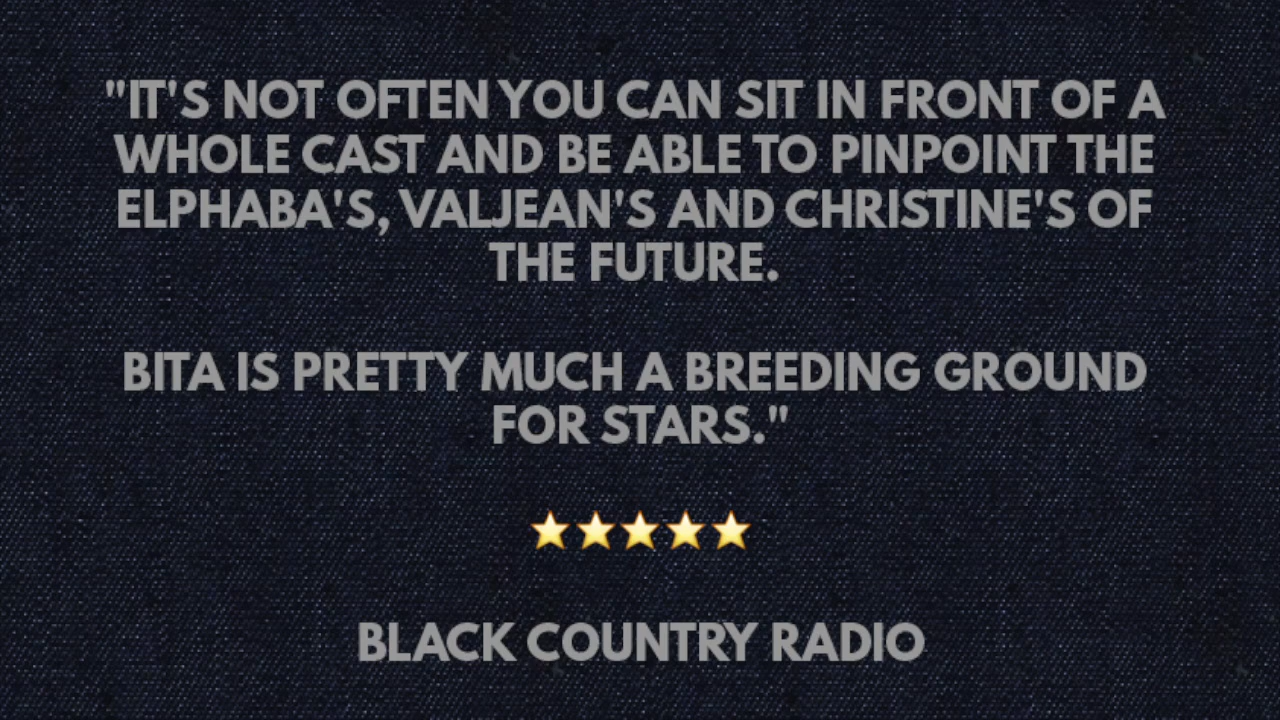 "IT'S NOT OFTEN YOU CAN SIT IN FRONT OF A
WHOLE CAST AND BE ABLE TO PINPOINT THE
ELPHABA'S, VALJEAN'S AND CHRISTINE'S OF
THE FUTURE.
BITA IS PRETTY MUCH A BREEDING GROUND
FOR STARS."
⭐⭐⭐⭐⭐
BLACK COUNTRY RADIO